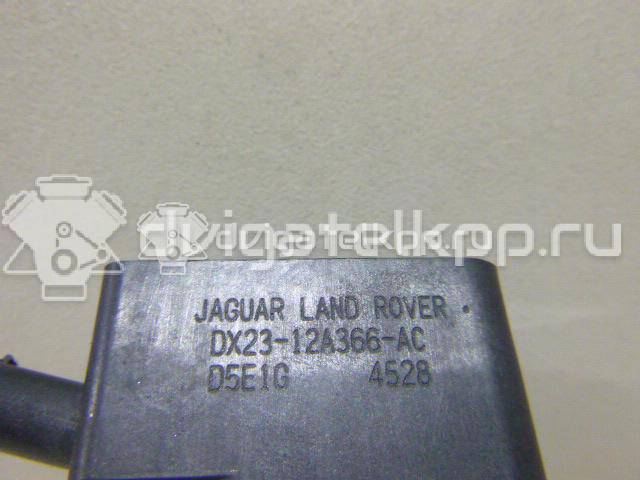 dvigatelkpp.ru
JAGUAR LAND ROVER
DX23-12A366-AC
D5E1G 4528